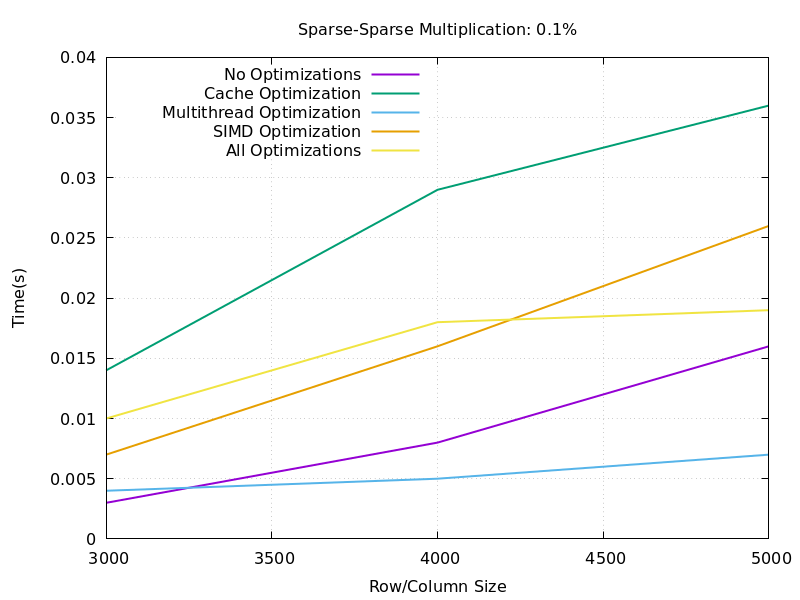 Sparse-Sparse Multiplication: 0.1%
0.04
0.035
0.03
0.025
0.02
0.015
0.01
0.005
0
Time(s)
No Optimizations
Cache Optimization
Multithread Optimization
SIMD Optimization
All Optimizations
3000 3500 4000 4500 5000
Row/Column Size